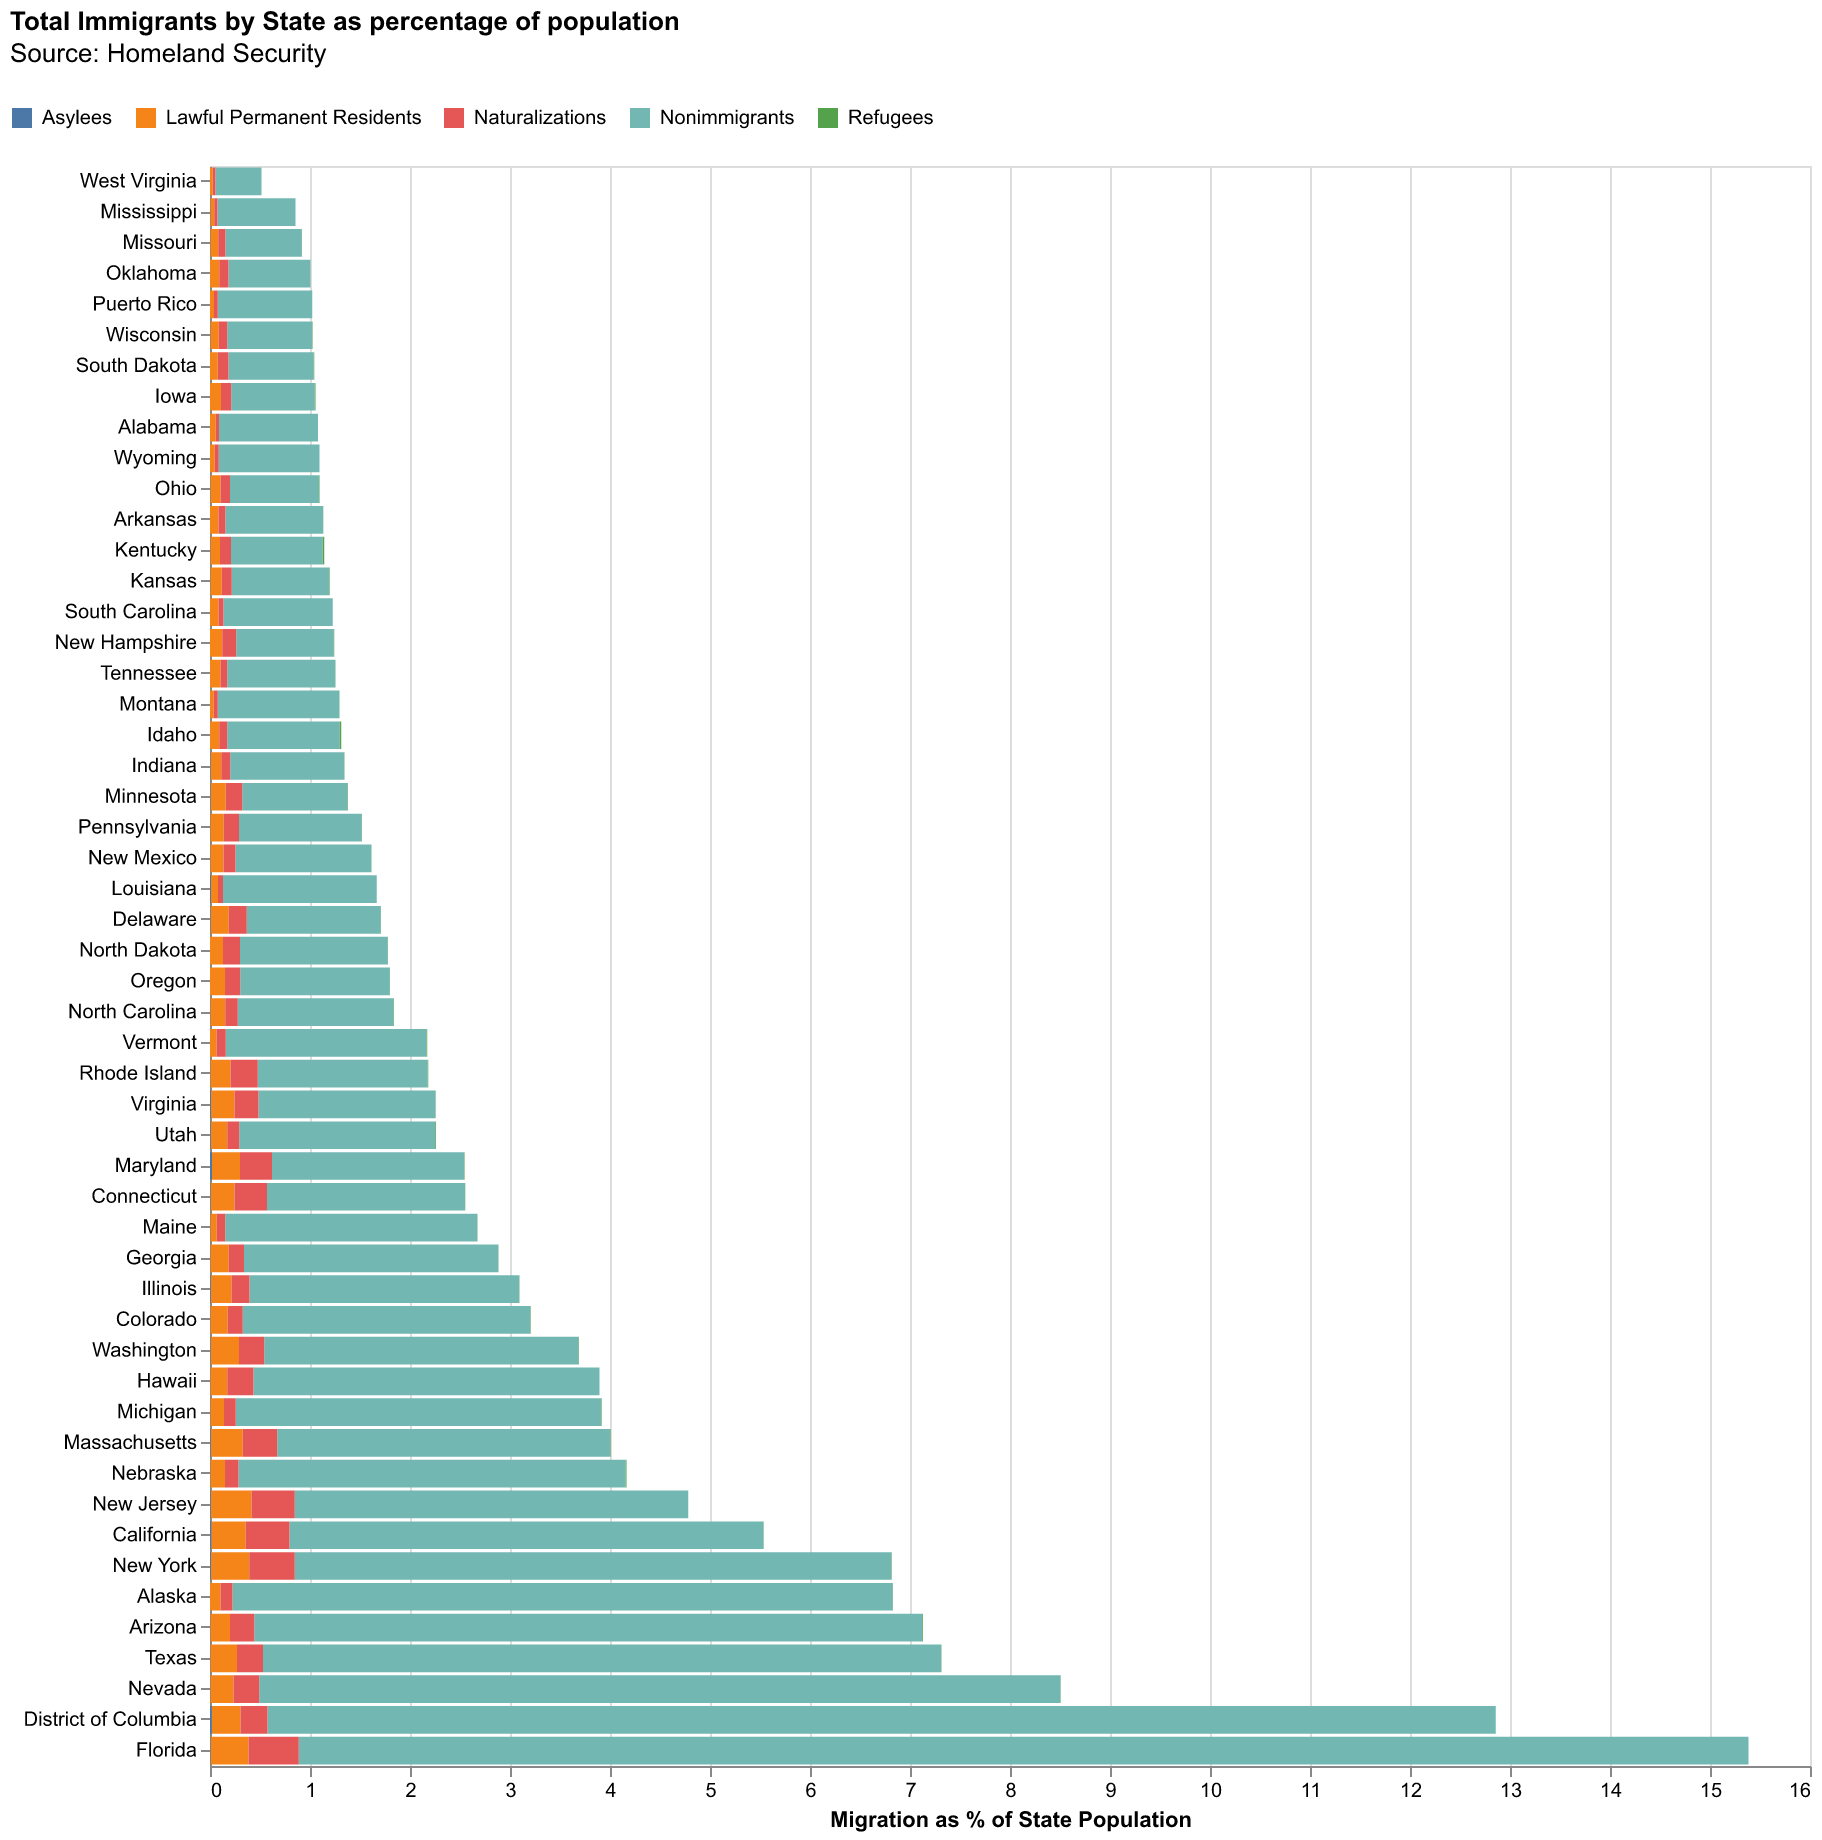 Total Immigrants by State as percentage of population
Source: Homeland Security
Asylees Lawful Permanent Residents Naturalizations Nonimmigrants Refugees
West Virginia
Mississippi
Missouri
Oklahoma
Puerto Rico
Wisconsin
South Dakota
Iowa
Alabama
Wyoming
Ohio
Arkansas
Kentucky
Kansas
South Carolina
New Hampshire
Tennessee
Montana
Idaho
Indiana
Minnesota
Pennsylvania
New Mexico
Louisiana
Delaware
North Dakota
Oregon
North Carolina
Vermont
Rhode Island
Virginia
Utah
Maryland
Connecticut
Maine
Georgia
Illinois
Colorado
Washington
Hawaii
Michigan
Massachusetts
Nebraska
New Jersey
California
New York
Alaska
Arizona
Texas
Nevada
District of Columbia
Florida
0 1 2 3 4 5 6 7 8 9 10 11 12 13 14 15 16
Migration as % of State Population